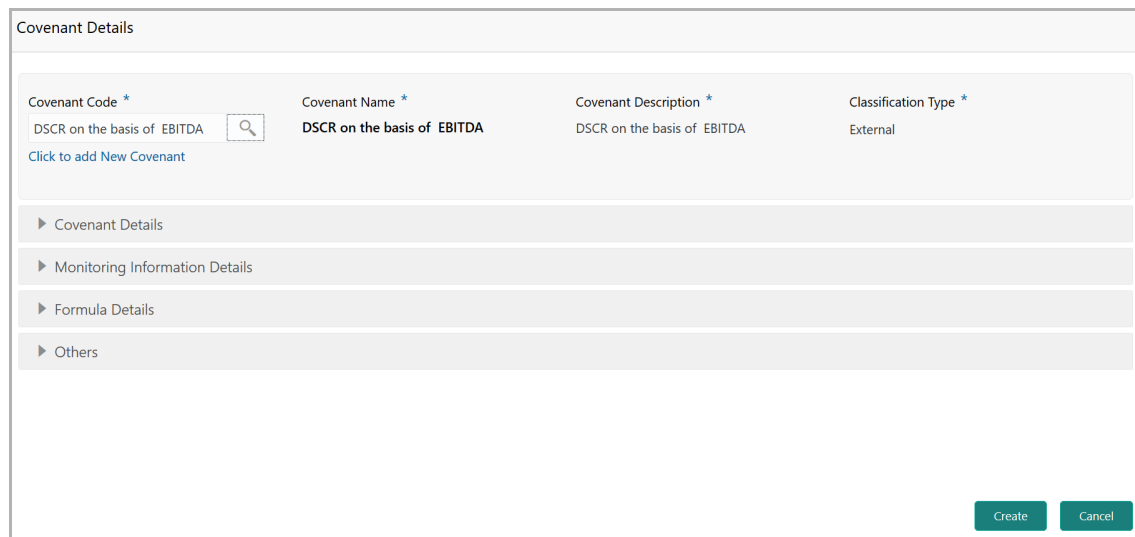 Covenant Details
Covenant Code * Covenant Name * Covenant Description * Classification Type *
DSCR on the basis of EBITDA DSCR on the basis of EBITDA DSCR on the basis of EBITDA External
Click to add New Covenant
Covenant Details
Monitoring Information Details
Formula Details
Others
Create Cancel